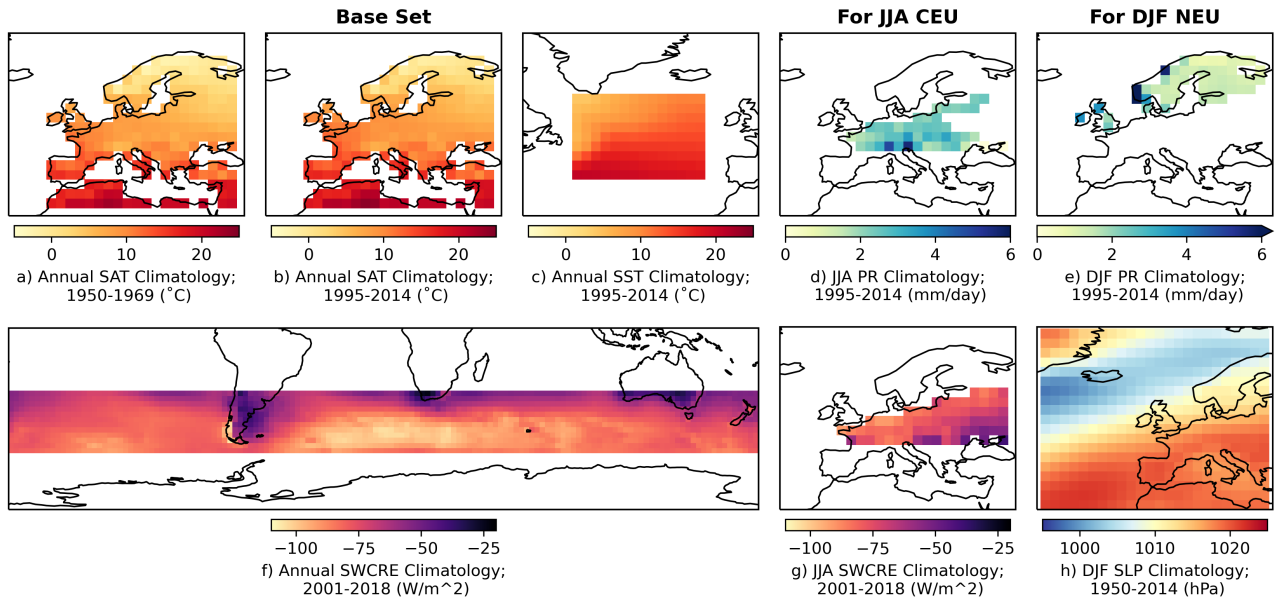 Base Set
For JJA CEU
For DJF NEU
0 10 20
0 10 20
0 10 20
0 2 4 6
0 2 4 6
a) Annual SAT Climatology;
1950-1969 (˚C)
b) Annual SAT Climatology;
1995-2014 (˚C)
c) Annual SST Climatology;
1995-2014 (˚C)
d) JJA PR Climatology;
1995-2014 (mm/day)
e) DJF PR Climatology;
1995-2014 (mm/day)
−100 −75 −50 −25
−100 −75 −50 −25
1000 1010 1020
f) Annual SWCRE Climatology;
2001-2018 (W/m^2)
g) JJA SWCRE Climatology;
2001-2018 (W/m^2)
h) DJF SLP Climatology;
1950-2014 (hPa)